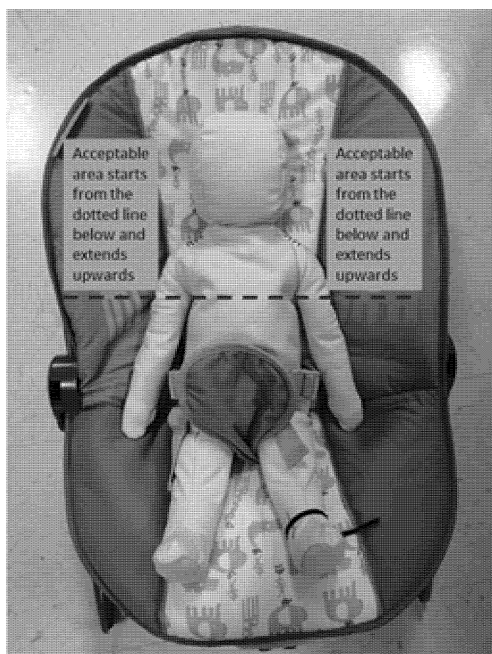 Acceptable
area starts
from the
dotted line
below and
extends
upwards
Acceptable
area starts
from the
dotted line
below and
extends
upwards